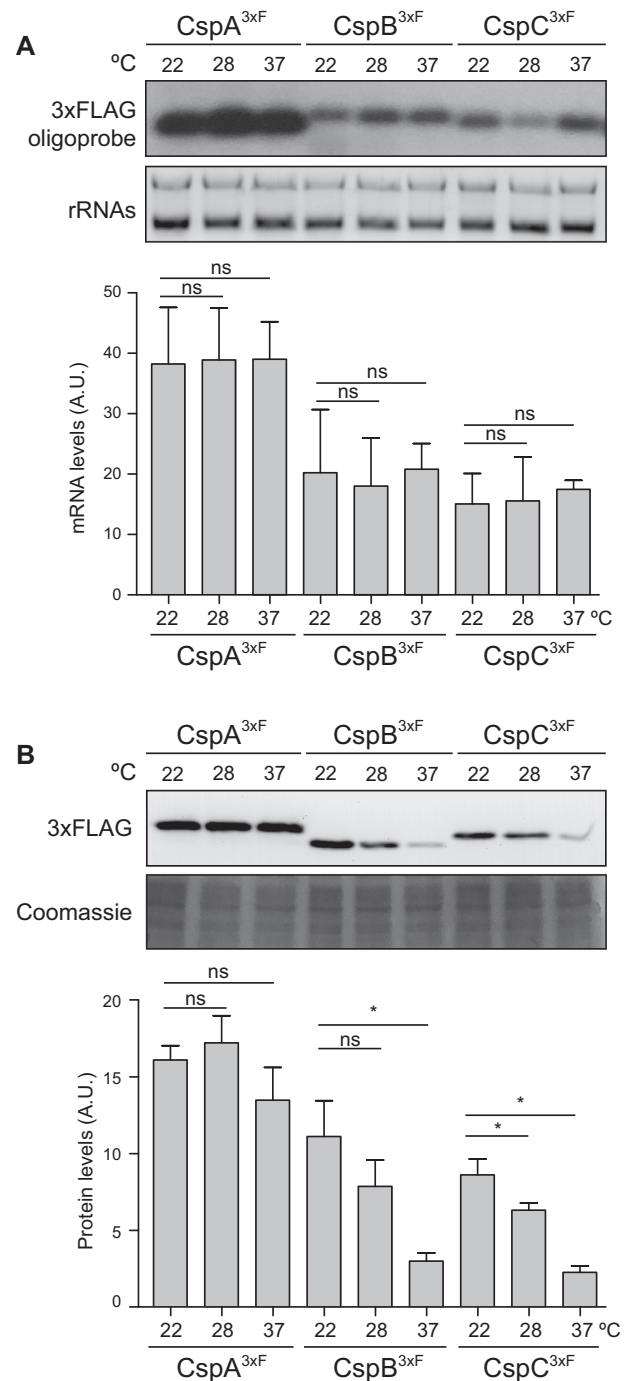 A
CspA3xF CspB3xF CspC3xF
ºC 22 28 37 22 28 37 22 28 37
3xFLAG
oligoprobe
rRNAs
ns
ns
ns
ns
ns
ns
mRNA levels (A.U.)
50
40
30
20
10
0
22 28 37 22 28 37 22 28 37 ºC
CspA3xF CspB3xF CspC3xF
B
CspA3xF CspB3xF CspC3xF
ºC 22 28 37 22 28 37 22 28 37
3xFLAG
Coomassie
ns
ns
*
ns
*
*
Protein levels (A.U.)
20
15
10
5
0
22 28 37 22 28 37 22 28 37 ºC
CspA3xF CspB3xF CspC3xF